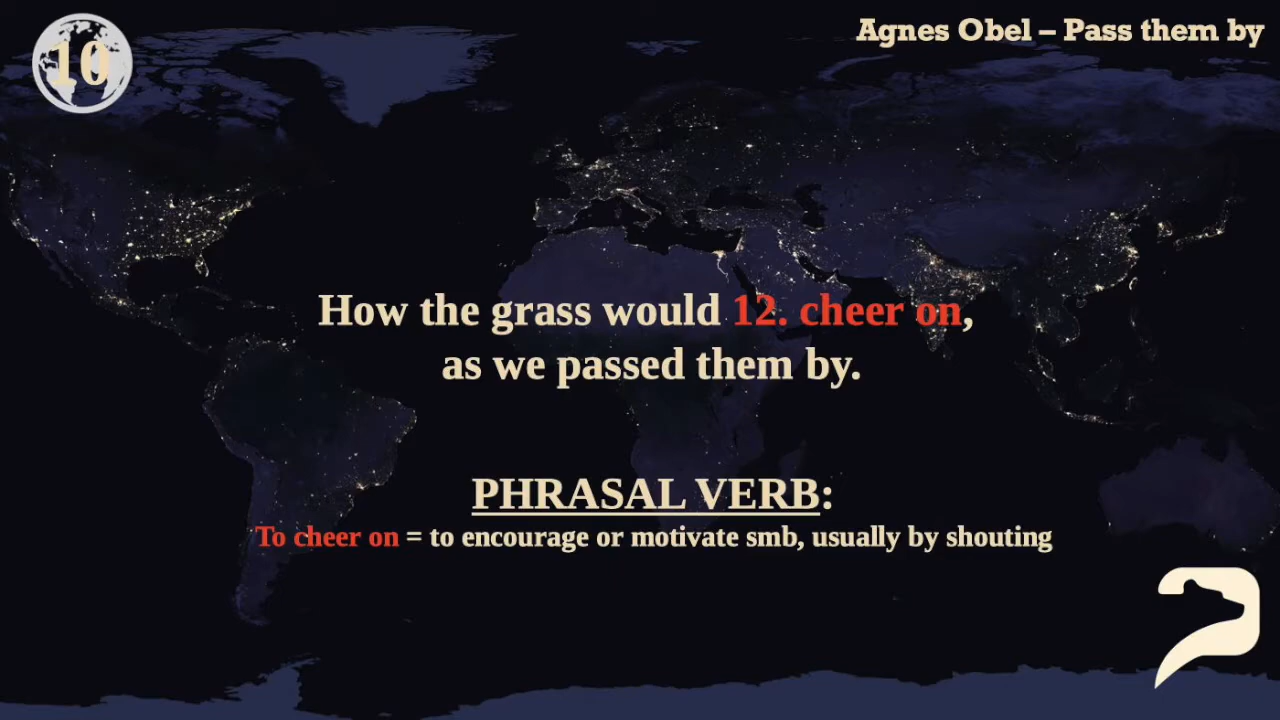 10
Agnes Obel – Pass them by
How the grass would 12. cheer on,
as we passed them by.
PHRASAL VERB:
To cheer on = to encourage or motivate smb, usually by shouting